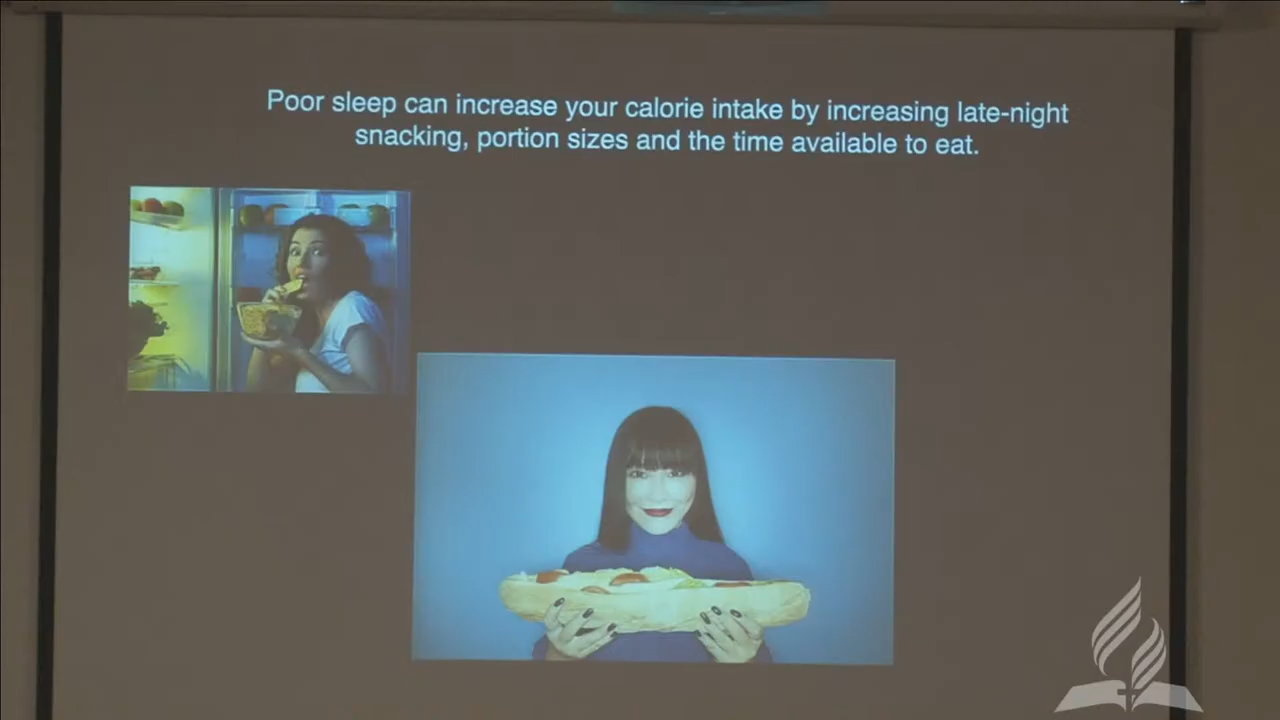 Poor sleep can increase your calorie intake by increasing late-night
snacking, portion sizes and the time available to eat.